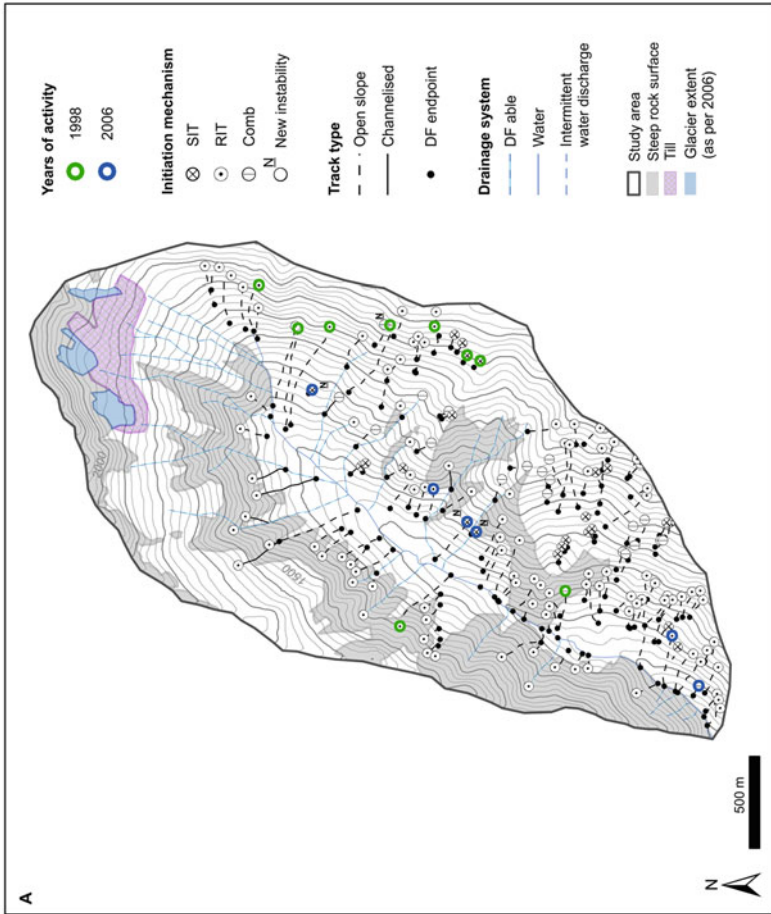 A
Years of activity
1998
2006
Initiation mechanism
SIT
RIT
Comb
N
New instability
Track type
Open slope
Channelised
DF endpoint
Drainage system
DF able
Water
Intermittent
water discharge
Study area
Steep rock surface
Till
Glacier extent
(as per 2006)
2000
1500
N
N
N
N
500 m